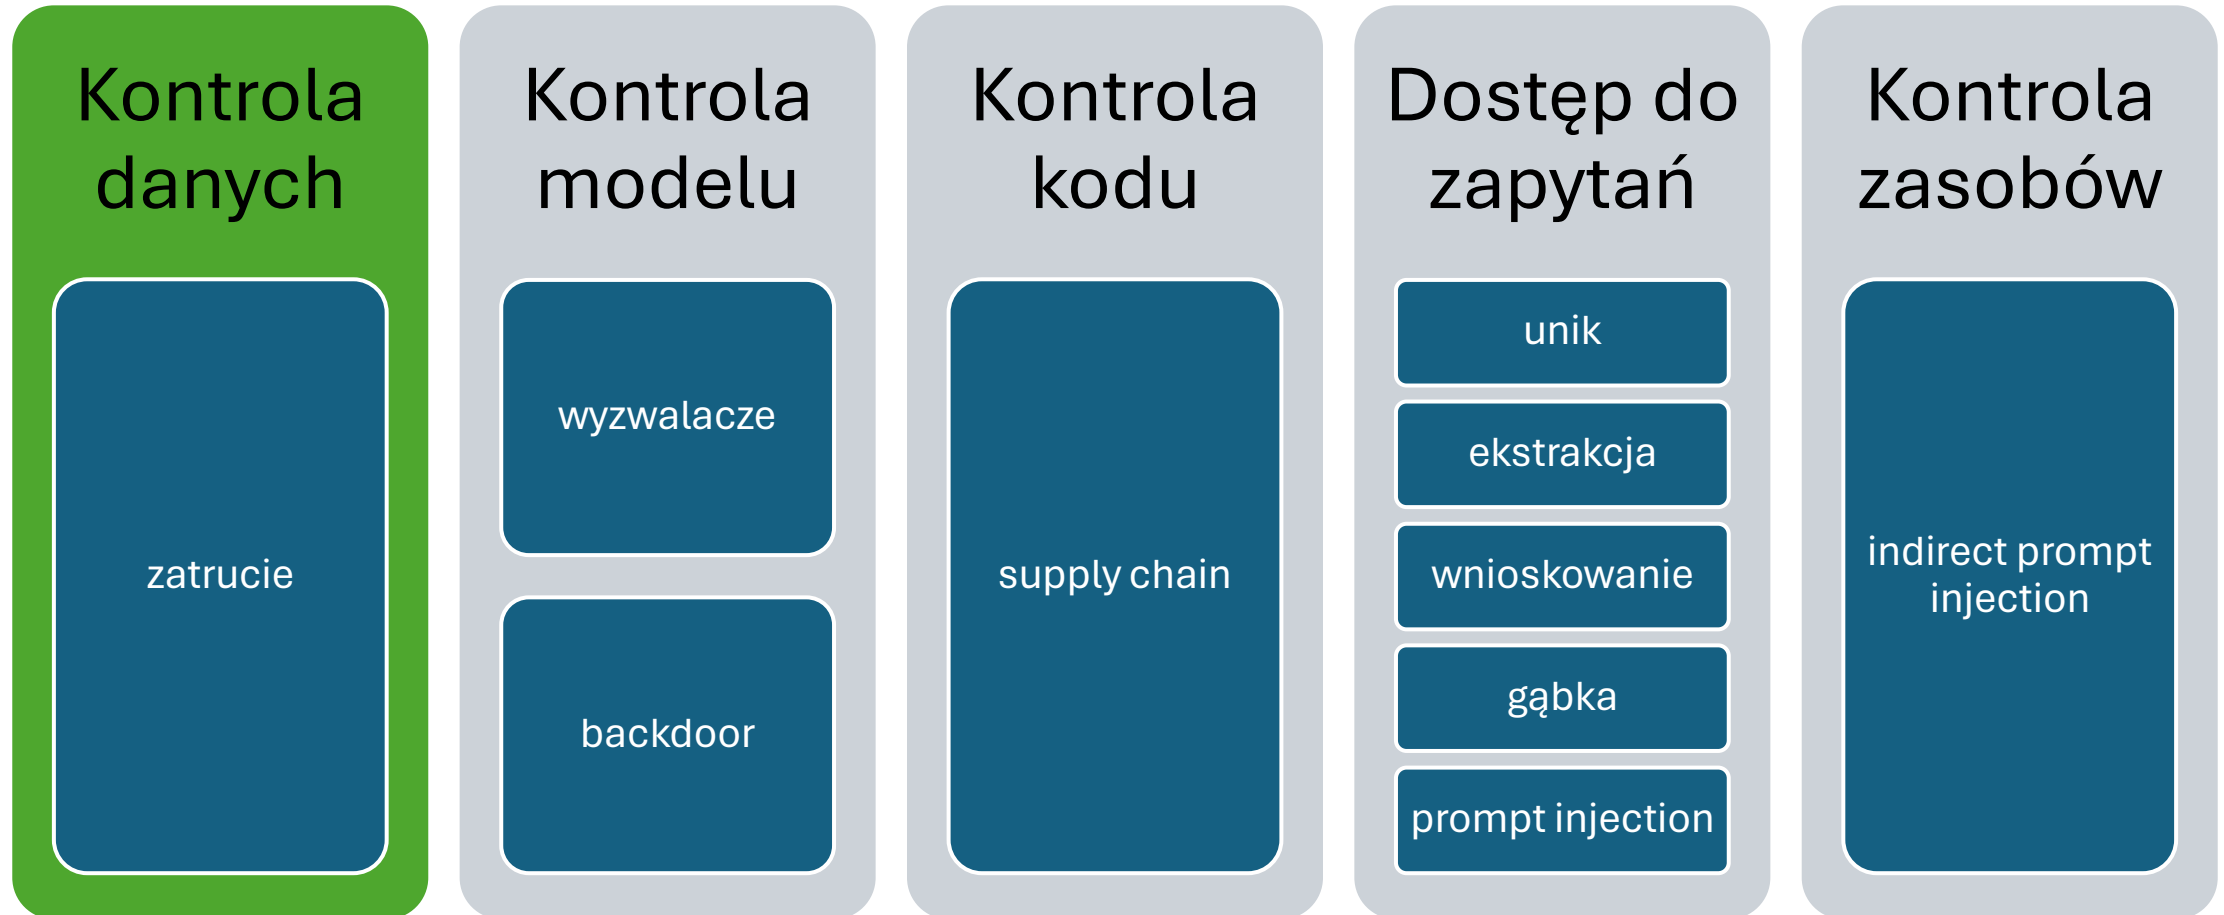 Kontrola
danych
zatrucie
Kontrola
modelu
wyzwalacze
backdoor
Kontrola
kodu
supply chain
Dostęp do
zapytań
unik
ekstrakcja
wnioskowanie
gąbka
prompt injection
Kontrola
zasobów
indirect prompt
injection